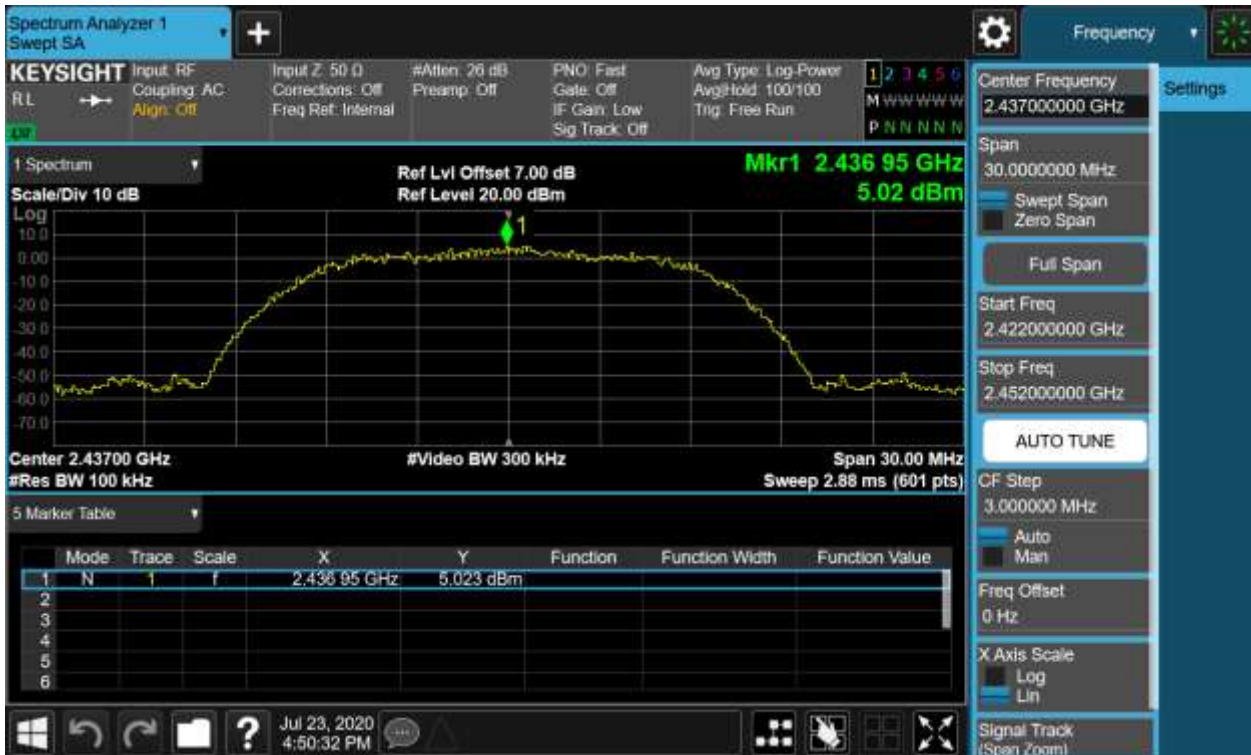 Spectrum Analyzer 1
Swept SA
+
Frequency
KEYSIGHT
RL
Input: RF
Coupling: AC
Align: Off
Input Z: 50 Ω
Corrections: Off
Freq Ref: Internal
#Atten: 26 dB
Preamp: Off
PNO: Fast
Gate: Off
IF Gain: Low
Sig Track: Off
Avg Type: Log-Power
Avg|Hold: 100/100
Trig: Free Run
1 2 3 4 5 6
M W W W W W
P N N N N N
Center Frequency
2.437000000 GHz
Settings
Span
30.0000000 MHz
Swept Span
Zero Span
Full Span
Start Freq
2.422000000 GHz
Stop Freq
2.452000000 GHz
AUTO TUNE
CF Step
3.000000 MHz
Auto
Man
Freq Offset
0 Hz
X Axis Scale
Log
Lin
Signal Track
(Span Zoom)
1 Spectrum
Scale/Div 10 dB
Ref Lvl Offset 7.00 dB
Ref Level 20.00 dBm
Mkr1 2.436 95 GHz
5.02 dBm
Log
1
10.0
0.00
-10.0
-20.0
-30.0
-40.0
-50.0
-60.0
-70.0
Center 2.43700 GHz
#Video BW 300 kHz
Span 30.00 MHz
#Res BW 100 kHz
Sweep 2.88 ms (601 pts)
5 Marker Table
Mode Trace Scale X Y Function Function Width Function Value
1 N 1 f 2.436 95 GHz 5.023 dBm
2
3
4
5
6
?
Jul 23, 2020
4:50:32 PM